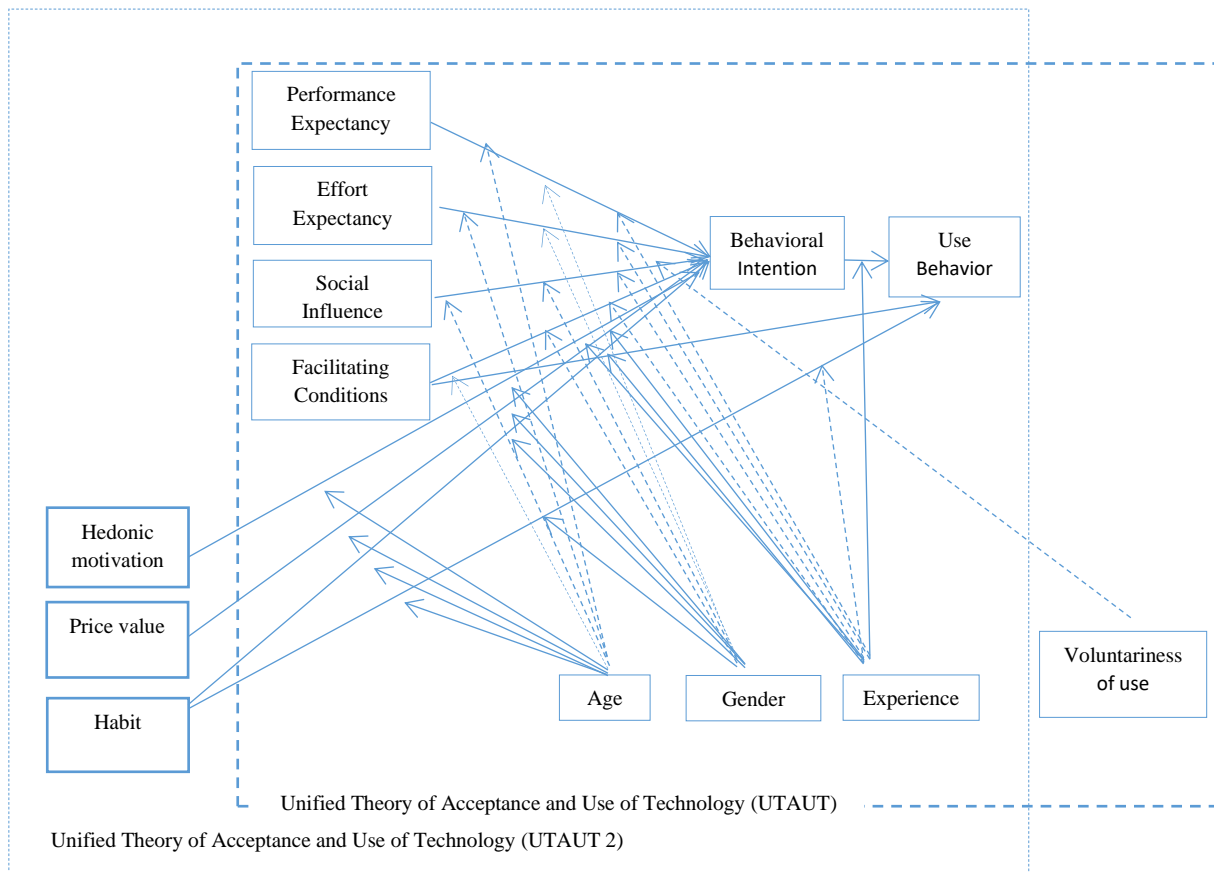 Performance
Expectancy
Effort
Expectancy
Social
Influence
Facilitating
Conditions
Behavioral
Intention
Use
Behavior
Hedonic
motivation
Price value
Habit
Age
Gender
Experience
Voluntariness
of use
Unified Theory of Acceptance and Use of Technology (UTAUT)
Unified Theory of Acceptance and Use of Technology (UTAUT 2)